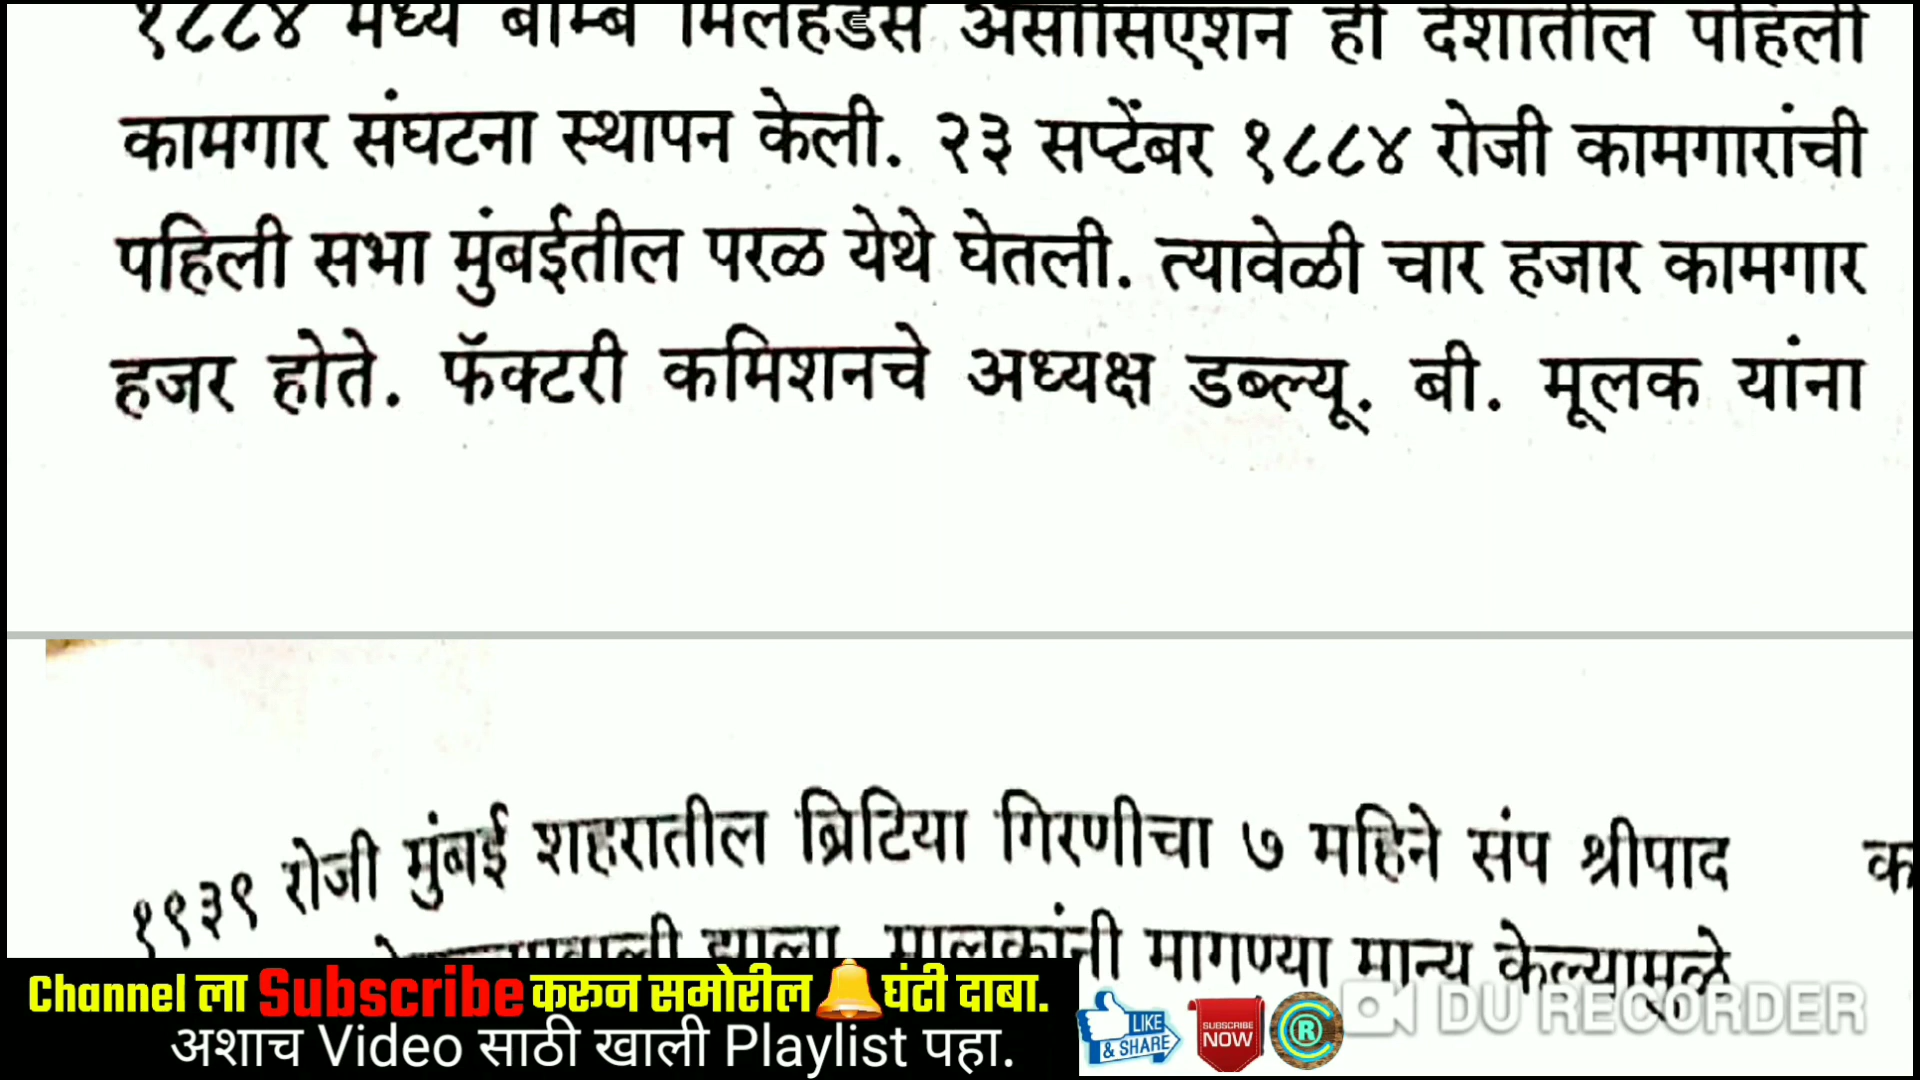 १८८४ मध्ये बॉम्बे मिलहँडस असोसिएशन ही देशातील पहिली
कामगार संघटना स्थापन केली. २३ सप्टेंबर १८८४ रोजी कामगारांची
पहिली सभा मुंबईतील परळ येथे घेतली. त्यावेळी चार हजार कामगार
हजर होते. फॅक्टरी कमिशनचे अध्यक्ष डब्ल्यू. बी. मूलक यांना
१९३९ रोजी मुंबई शहरातील ब्रिटिया गिरणीचा ७ महिने संप श्रीपाद
झाला मालकांनी मागण्या मान्य केल्यामुळे
Channel ला Subscribe करून समोरील घंटी दाबा.
अशाच Video साठी खाली Playlist पहा.
LIKE & SHARE
SUBSCRIBE NOW
R
DU RECORDER